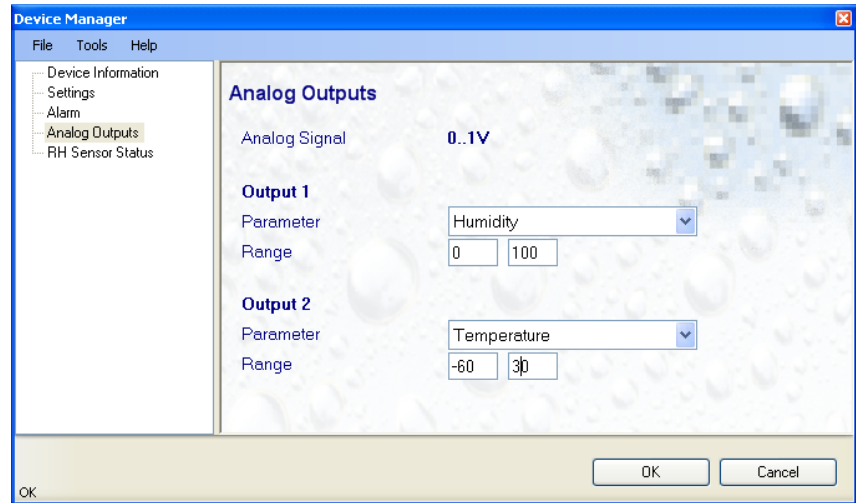 Device Manager
File Tools Help
Device Information
Settings
Alarm
Analog Outputs
RH Sensor Status
Analog Outputs
Analog Signal 0..1V
Output 1
Parameter Humidity
Range 0 100
Output 2
Parameter Temperature
Range -60 30
OK Cancel
OK